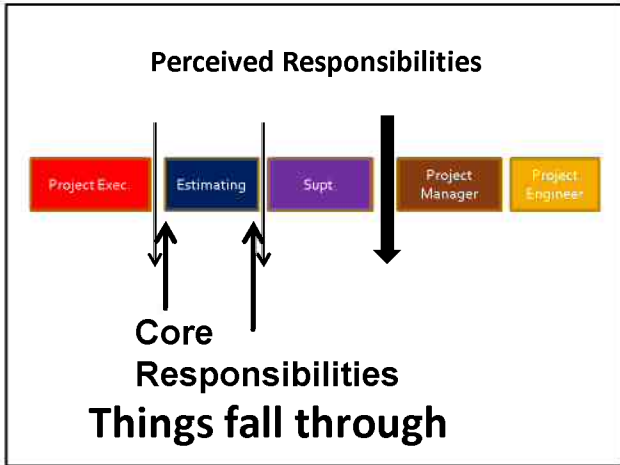 Perceived Responsibilities
Project Exec.
Estimating
Supt.
Project
Manager
Project
Engineer
Core
Responsibilities
Things fall through